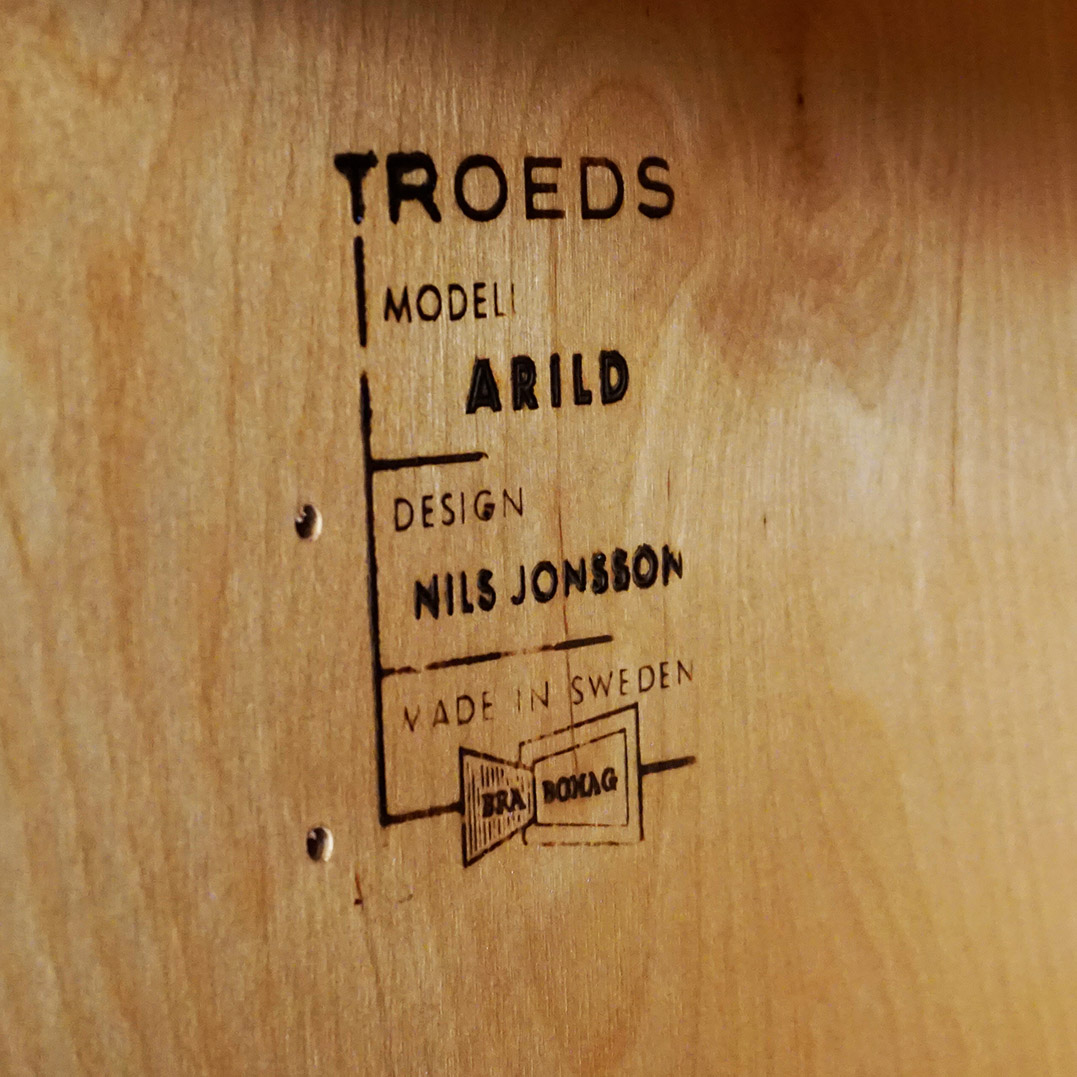 TROEDS
MODELL
ARILD
DESIGN
NILS JONSSON
MADE IN SWEDEN
BRA BOHAG